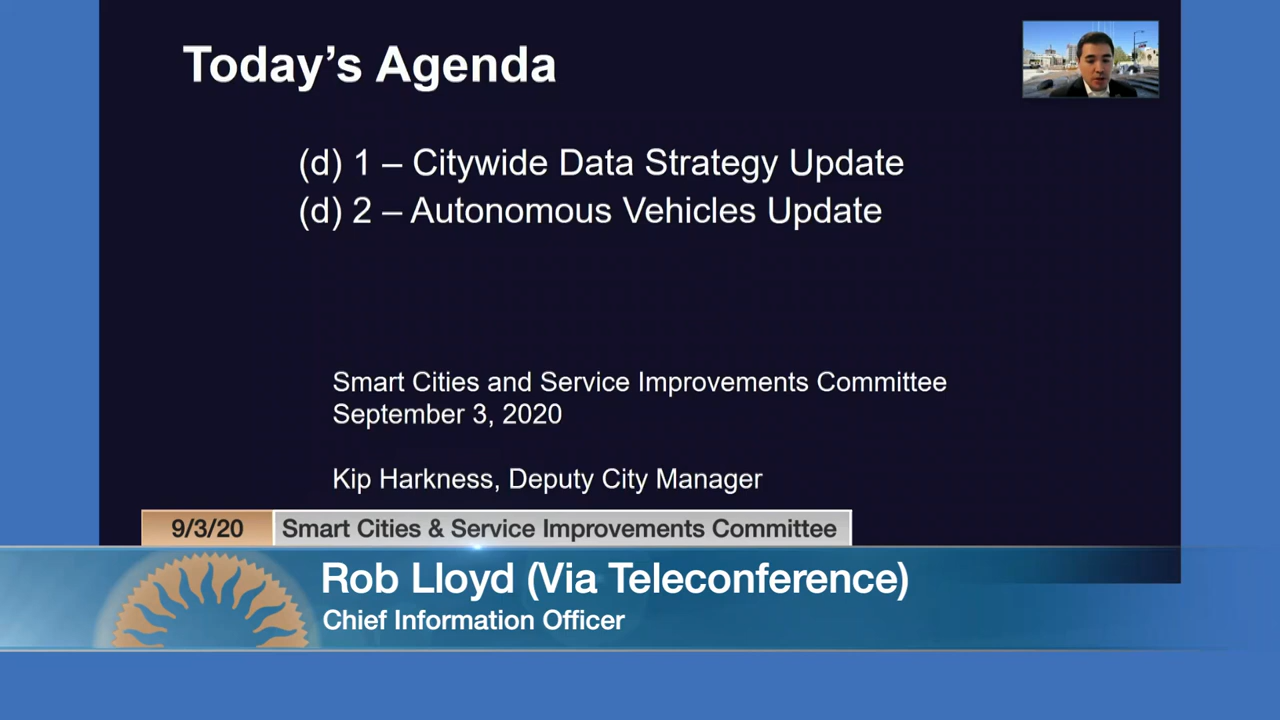 Today's Agenda
(d) 1 – Citywide Data Strategy Update
(d) 2 – Autonomous Vehicles Update
Smart Cities and Service Improvements Committee
September 3, 2020
Kip Harkness, Deputy City Manager
9/3/20 Smart Cities & Service Improvements Committee
Rob Lloyd (Via Teleconference)
Chief Information Officer